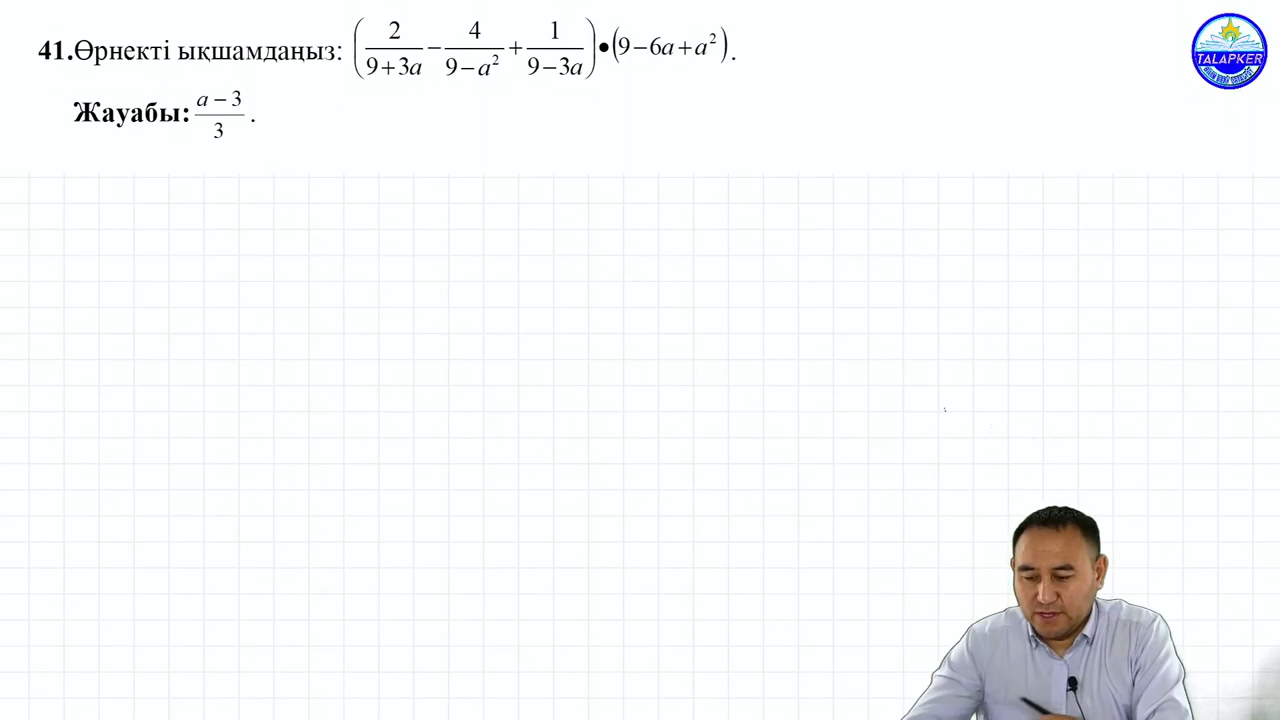 41.Өрнекті ықшамдаңыз: (2/(9+3a) − 4/(9−a²) + 1/(9−3a))•(9−6a+a²).
Жауабы: (a−3)/3.
TALAPKER